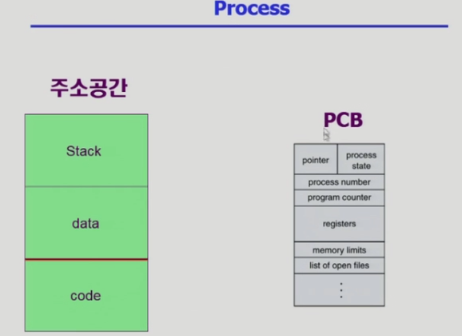 Process
주소공간
Stack
data
code
PCB
pointer
process
state
process number
program counter
registers
memory limits
list of open files
⋮